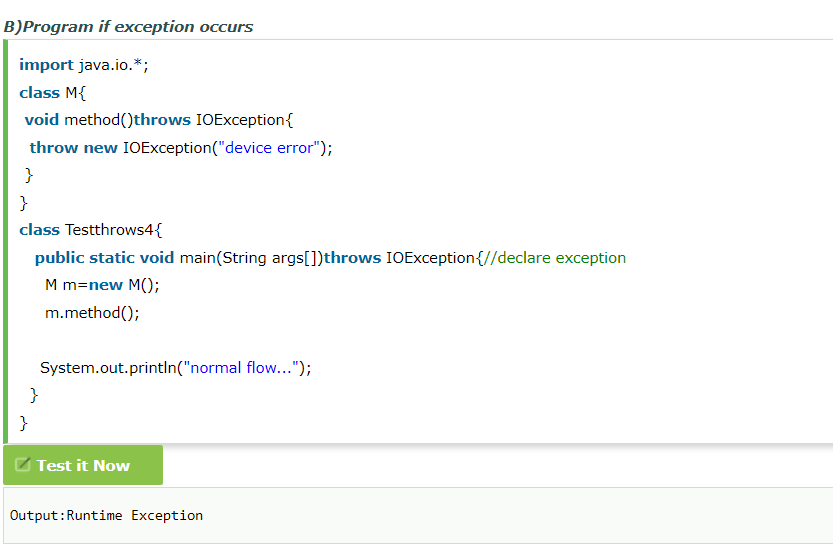 B)Program if exception occurs
import java.io.*;
class M{
void method()throws IOException{
throw new IOException("device error");
}
}
class Testthrows4{
public static void main(String args[])throws IOException{//declare exception
M m=new M();
m.method();
System.out.println("normal flow...");
}
}
Test it Now
Output:Runtime Exception